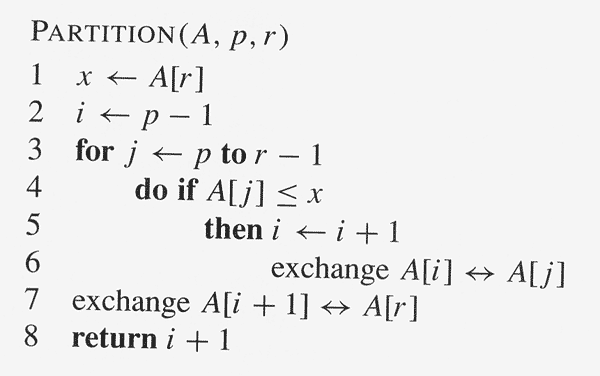 PARTITION(A, p, r)
1 x ← A[r]
2 i ← p − 1
3 for j ← p to r − 1
4 do if A[j] ≤ x
5 then i ← i + 1
6 exchange A[i] ↔ A[j]
7 exchange A[i + 1] ↔ A[r]
8 return i + 1